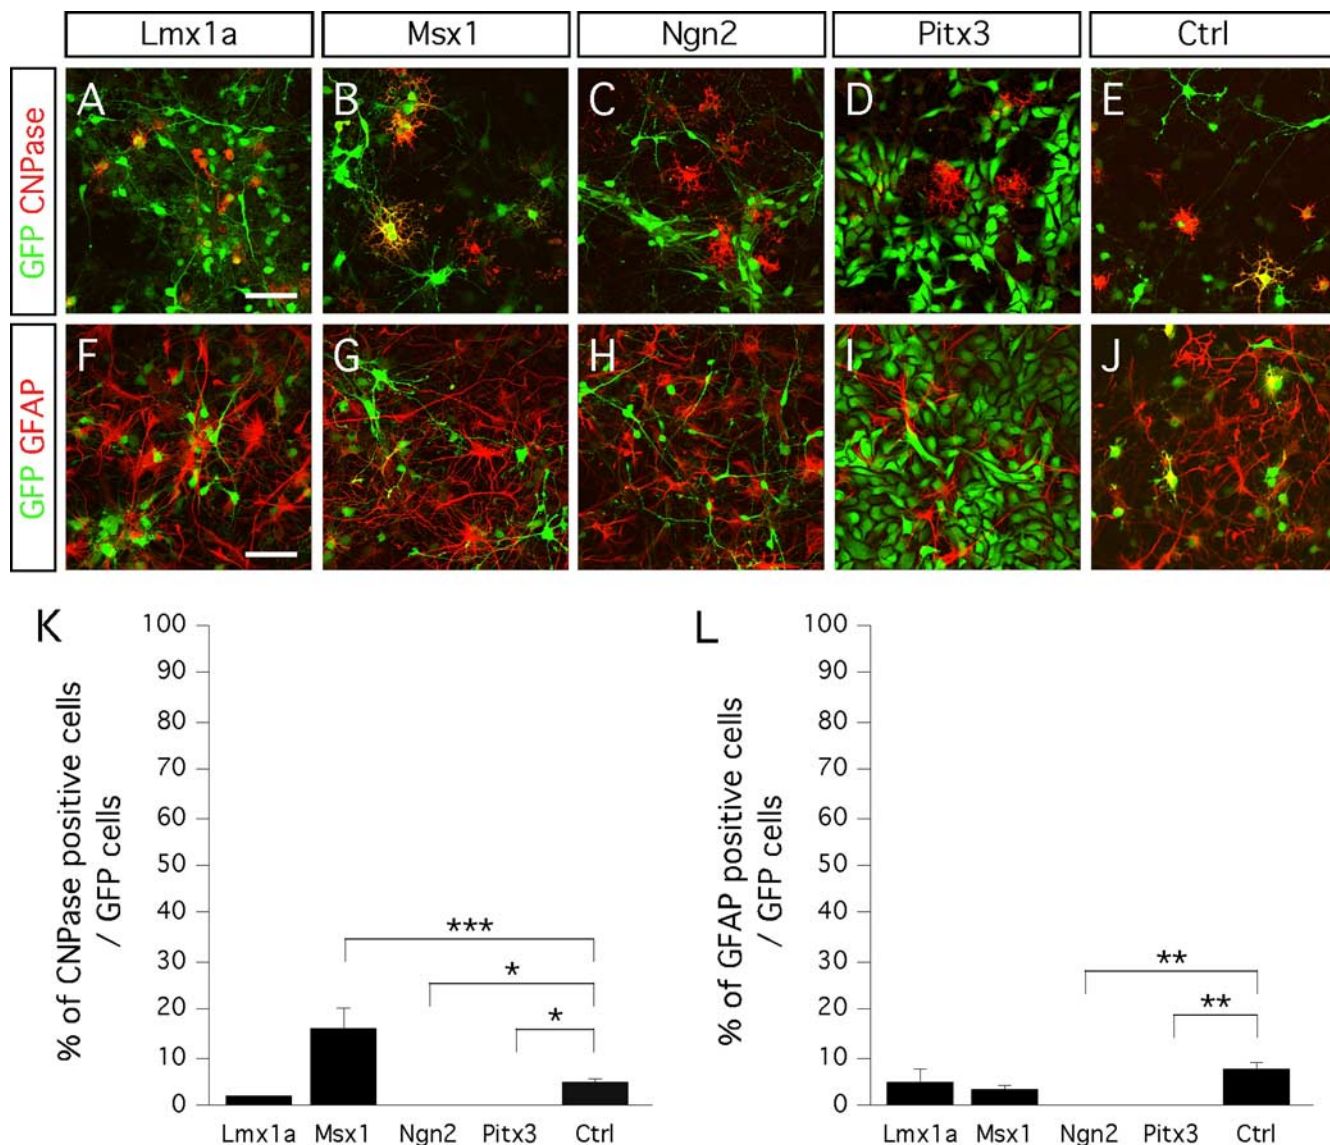 Lmx1a Msx1 Ngn2 Pitx3 Ctrl
GFP CNPase
A B C D E
GFP GFAP
F G H I J
K
% of CNPase positive cells
/ GFP cells
100
90
80
70
60
50
40
30
20
10
0
***
*
*
Lmx1a Msx1 Ngn2 Pitx3 Ctrl
L
% of GFAP positive cells
/ GFP cells
100
90
80
70
60
50
40
30
20
10
0
**
**
Lmx1a Msx1 Ngn2 Pitx3 Ctrl